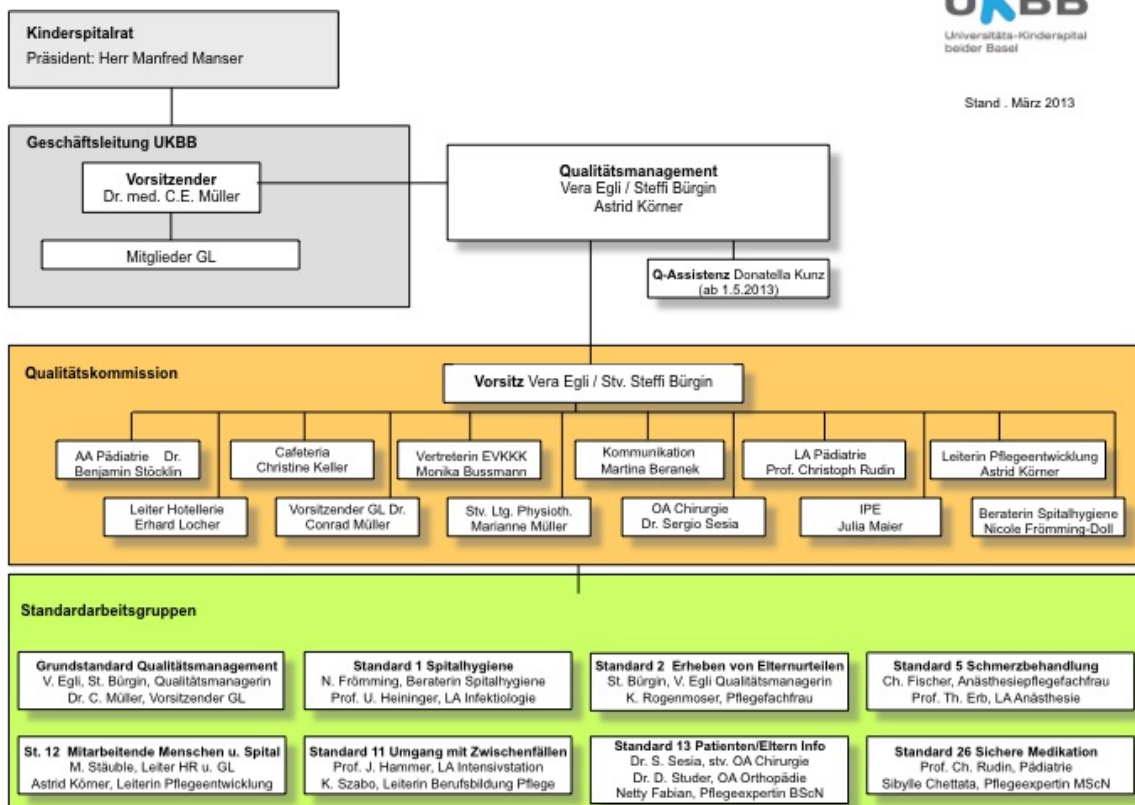 UKBB
Universitäts-Kinderspital
beider Basel
Stand . März 2013
Kinderspitalrat
Präsident: Herr Manfred Manser
Geschäftsleitung UKBB
Vorsitzender
Dr. med. C.E. Müller
Mitglieder GL
Qualitätsmanagement
Vera Egli / Steffi Bürgin
Astrid Körner
Q-Assistenz Donatella Kunz
(ab 1.5.2013)
Qualitätskommission
Vorsitz Vera Egli / Stv. Steffi Bürgin
AA Pädiatrie Dr.
Benjamin Stöcklin
Cafeteria
Christine Keller
Vertreterin EVKKK
Monika Bussmann
Kommunikation
Martina Beranek
LA Pädiatrie
Prof. Christoph Rudin
Leiterin Pflegeentwicklung
Astrid Körner
Leiter Hotellerie
Erhard Locher
Vorsitzender GL Dr.
Conrad Müller
Stv. Ltg. Physioth.
Marianne Müller
OA Chirurgie
Dr. Sergio Sesia
IPE
Julia Maier
Beraterin Spitalhygiene
Nicole Frömming-Doll
Standardarbeitsgruppen
Grundstandard Qualitätsmanagement
V. Egli, St. Bürgin, Qualitätsmanagerin
Dr. C. Müller, Vorsitzender GL
Standard 1 Spitalhygiene
N. Frömming, Beraterin Spitalhygiene
Prof. U. Heininger, LA Infektiologie
Standard 2 Erheben von Elternurteilen
St. Bürgin, V. Egli Qualitätsmanagerin
K. Rogenmoser, Pflegefachfrau
Standard 5 Schmerzbehandlung
Ch. Fischer, Anästhesiepflegefachfrau
Prof. Th. Erb, LA Anästhesie
St. 12 Mitarbeitende Menschen u. Spital
M. Stäuble, Leiter HR u. GL
Astrid Körner, Leiterin Pflegeentwicklung
Standard 11 Umgang mit Zwischenfällen
Prof. J. Hammer, LA Intensivstation
K. Szabo, Leiterin Berufsbildung Pflege
Standard 13 Patienten/Eltern Info
Dr. S. Sesia, stv. OA Chirurgie
Dr. D. Studer, OA Orthopädie
Netty Fabian, Pflegeexpertin BScN
Standard 26 Sichere Medikation
Prof. Ch. Rudin, Pädiatrie
Sibylle Chettata, Pflegeexpertin MScN